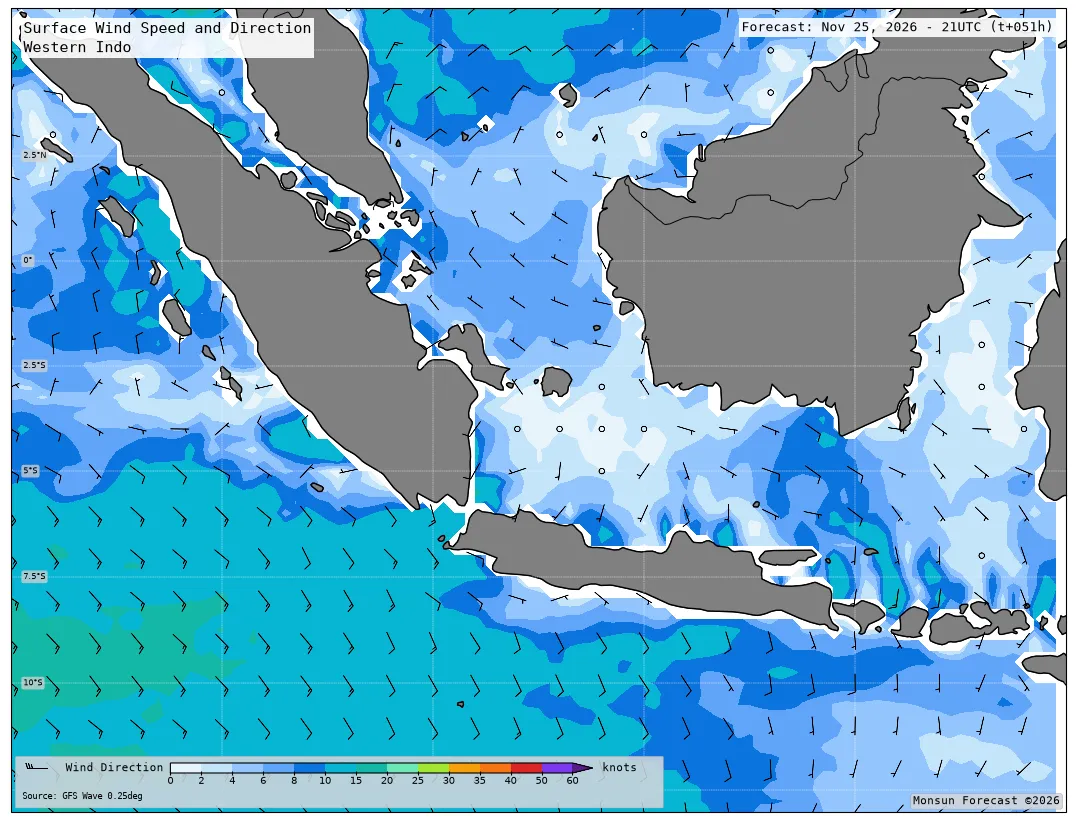 Surface Wind Speed and Direction
Western Indo
Forecast: Nov 25, 2026 - 21UTC (t+051h)
2.5°N
0°
2.5°S
5°S
7.5°S
10°S
Wind Direction
0 2 4 6 8 10 15 20 25 30 35 40 50 60
knots
Source: GFS Wave 0.25deg
Monsun Forecast ©2026